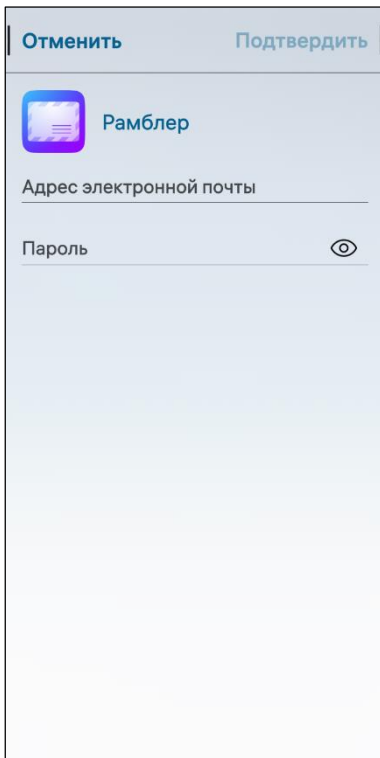 Отменить Подтвердить
Рамблер
Адрес электронной почты
Пароль